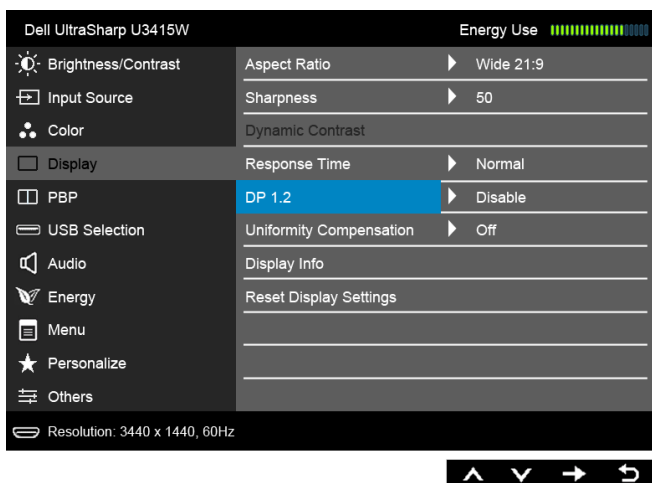 Dell UltraSharp U3415W Energy Use
Brightness/Contrast Aspect Ratio Wide 21:9
Input Source Sharpness 50
Color Dynamic Contrast
Display Response Time Normal
PBP DP 1.2 Disable
USB Selection Uniformity Compensation Off
Audio Display Info
Energy Reset Display Settings
Menu
Personalize
Others
Resolution: 3440 x 1440, 60Hz